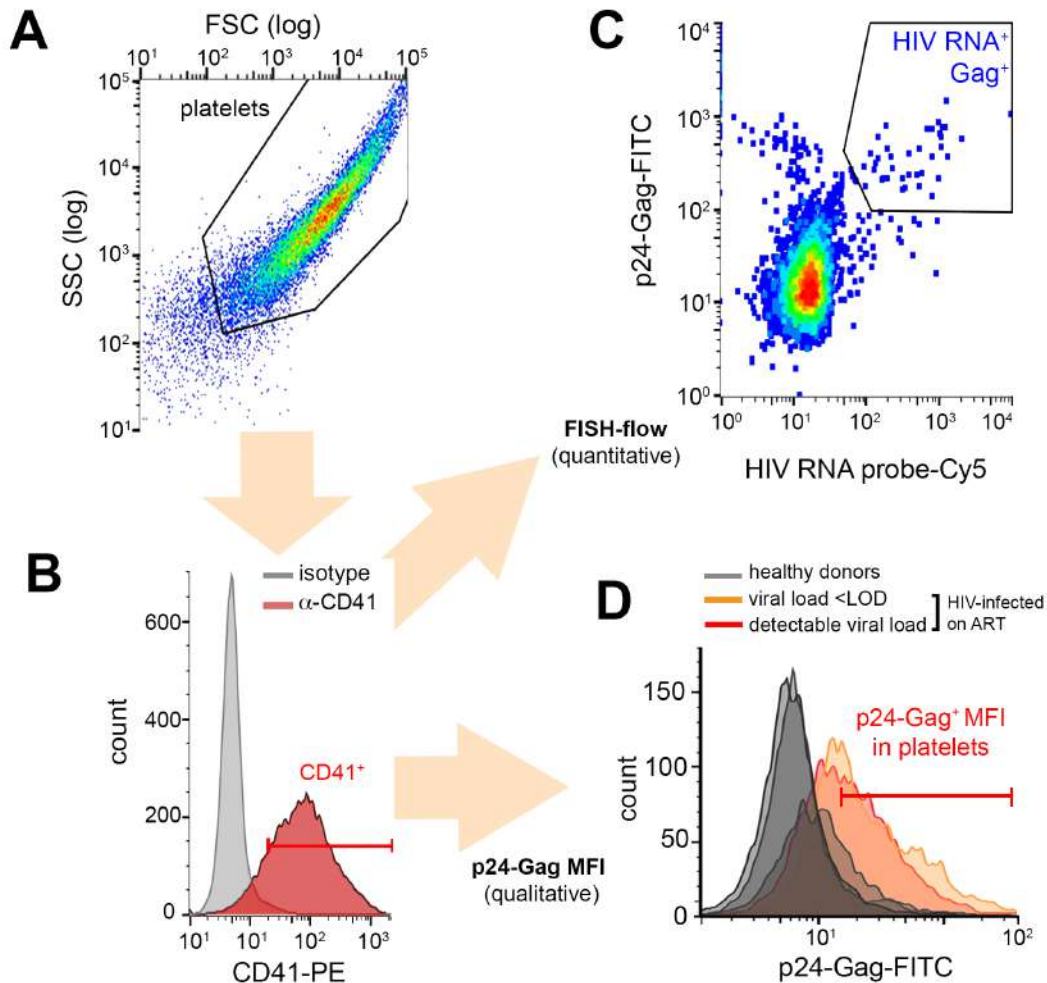 A
FSC (log)
10¹ 10² 10³ 10⁴ 10⁵
platelets
SSC (log)
10⁵
10⁴
10³
10²
10¹
C
HIV RNA⁺
Gag⁺
p24-Gag-FITC
10⁴
10³
10²
10¹
10⁰
10⁰ 10¹ 10² 10³ 10⁴
HIV RNA probe-Cy5
FISH-flow
(quantitative)
B
isotype
α-CD41
CD41⁺
count
600
400
200
0
10¹ 10¹ 10² 10³
CD41-PE
p24-Gag MFI
(qualitative)
D
healthy donors
viral load <LOD
detectable viral load
HIV-infected
on ART
p24-Gag⁺ MFI
in platelets
count
150
100
50
0
10¹ 10²
p24-Gag-FITC